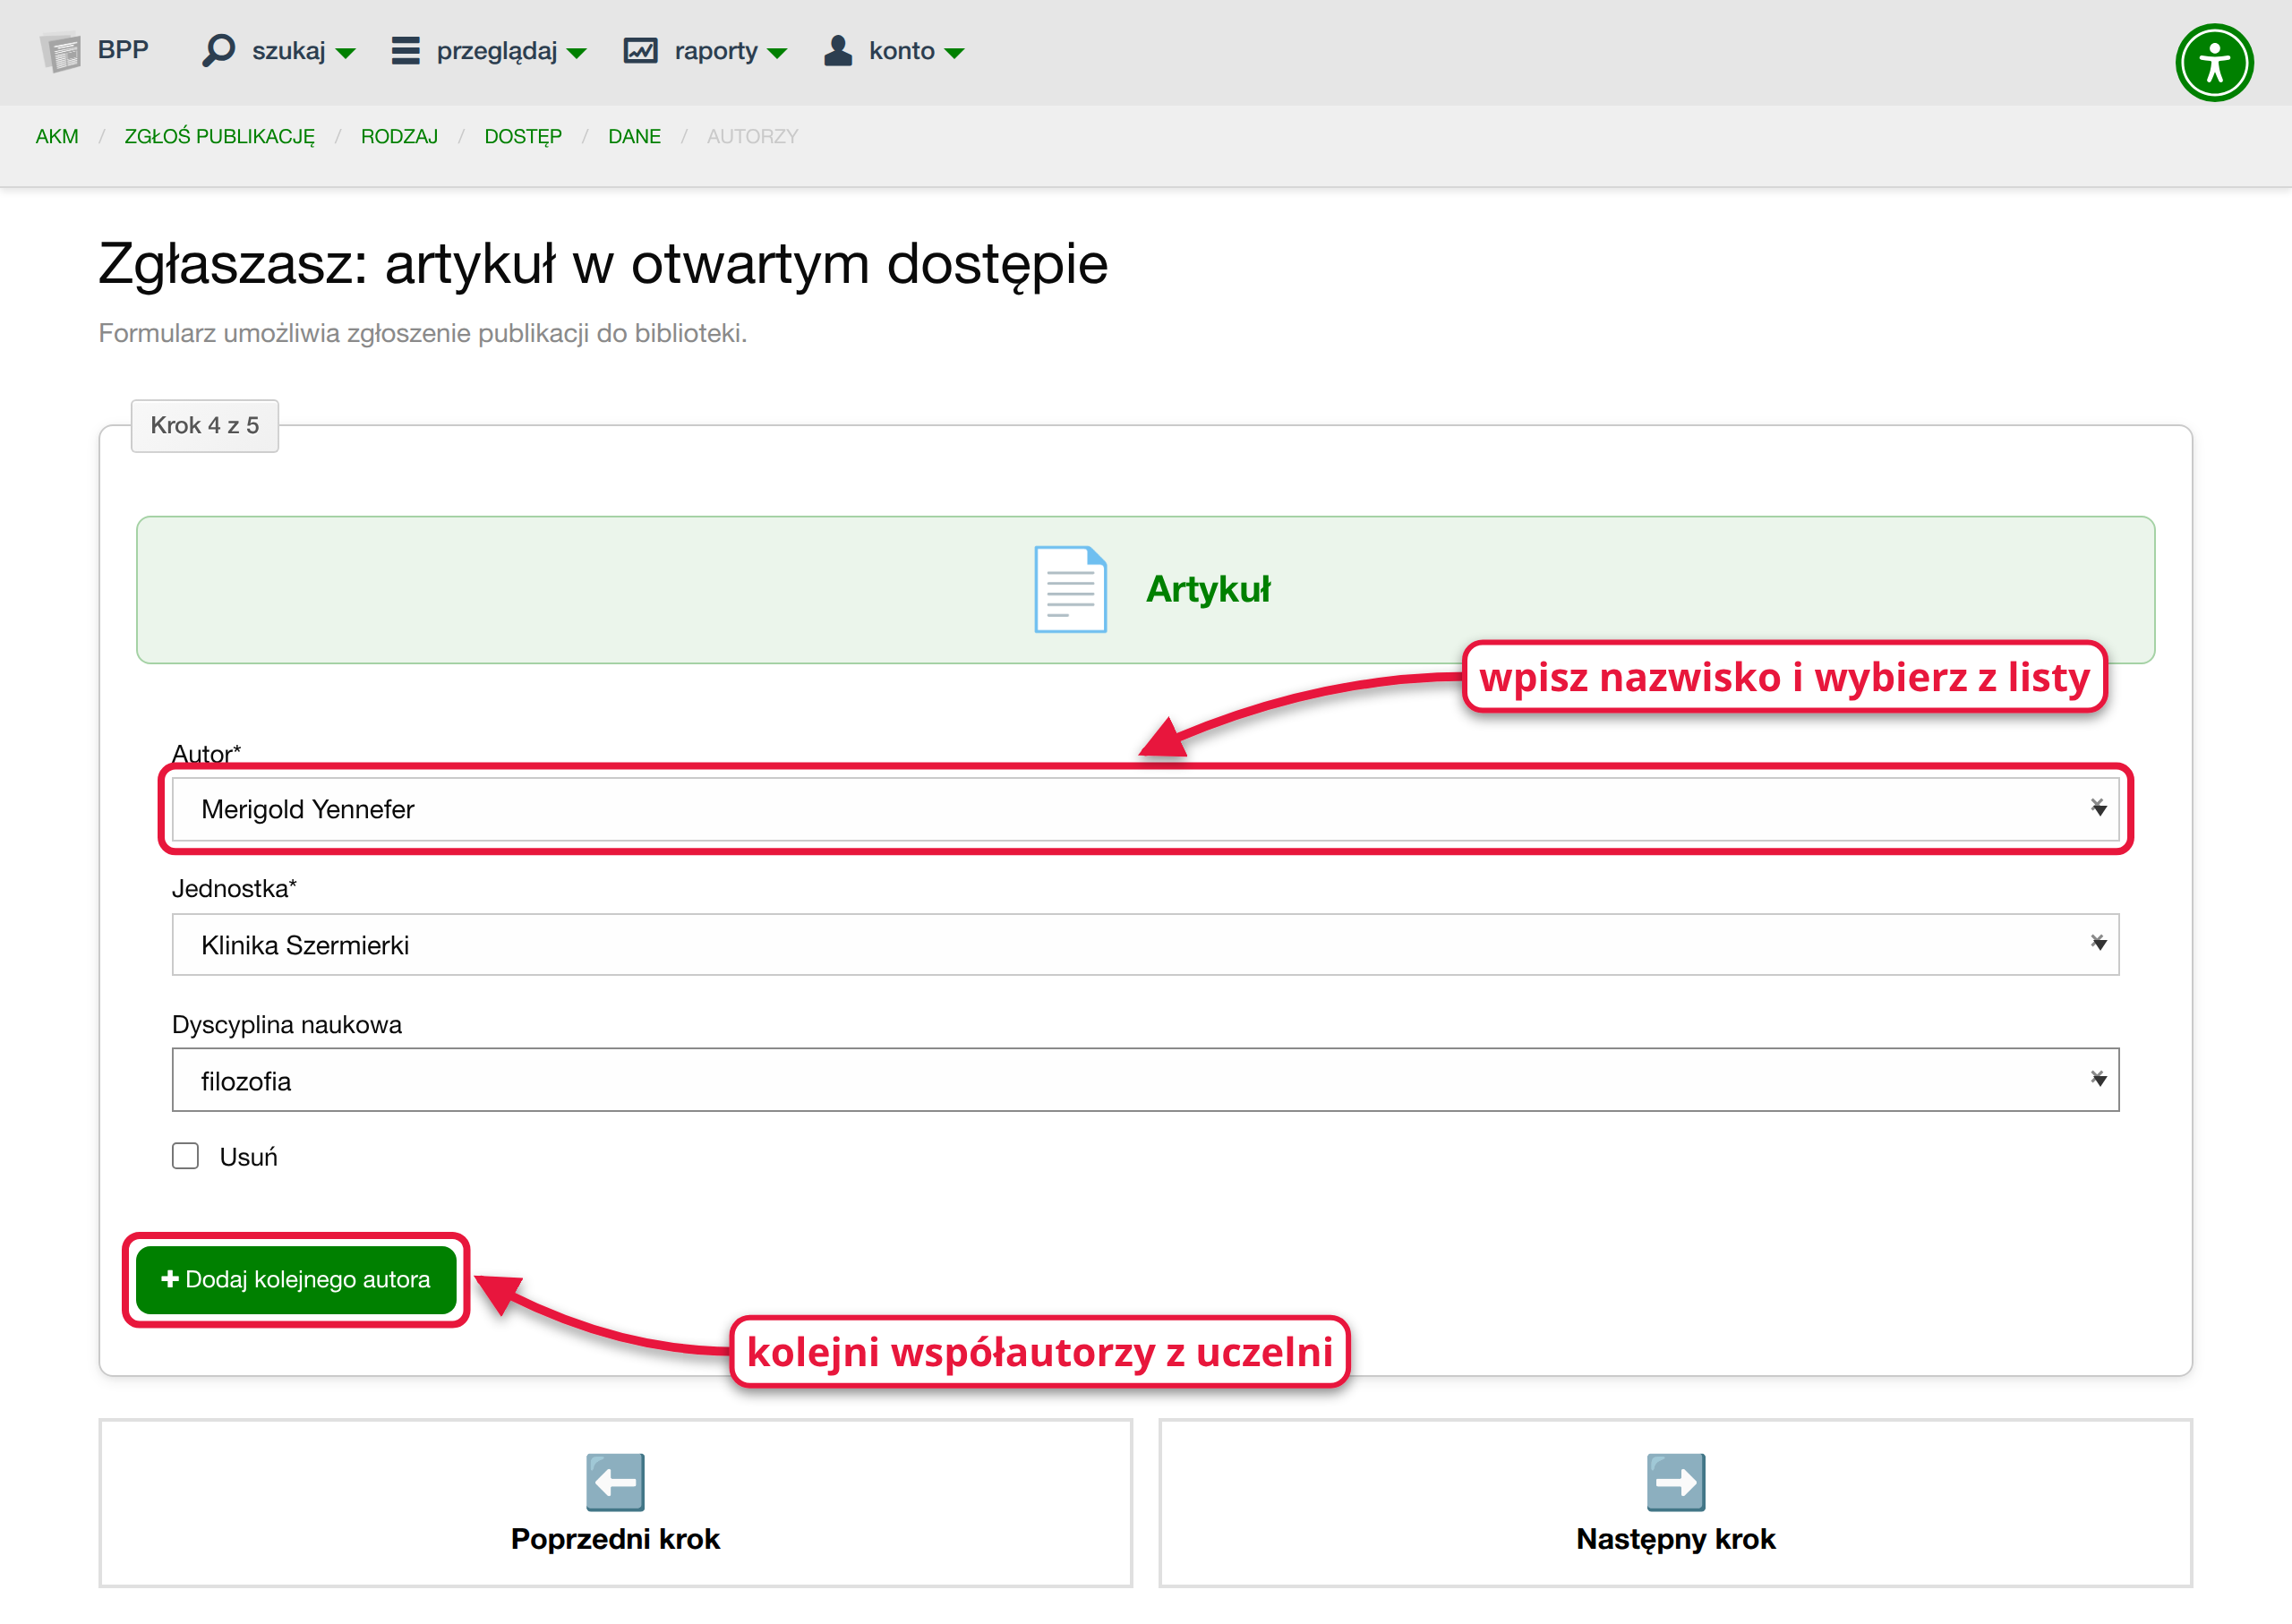 BPP szukaj przeglądaj raporty konto
AKM / ZGŁOŚ PUBLIKACJĘ / RODZAJ / DOSTĘP / DANE / AUTORZY
Zgłaszasz: artykuł w otwartym dostępie
Formularz umożliwia zgłoszenie publikacji do biblioteki.
Krok 4 z 5
Artykuł
wpisz nazwisko i wybierz z listy
Autor*
Merigold Yennefer
Jednostka*
Klinika Szermierki
Dyscyplina naukowa
filozofia
Usuń
+ Dodaj kolejnego autora
kolejni współautorzy z uczelni
Poprzedni krok
Następny krok